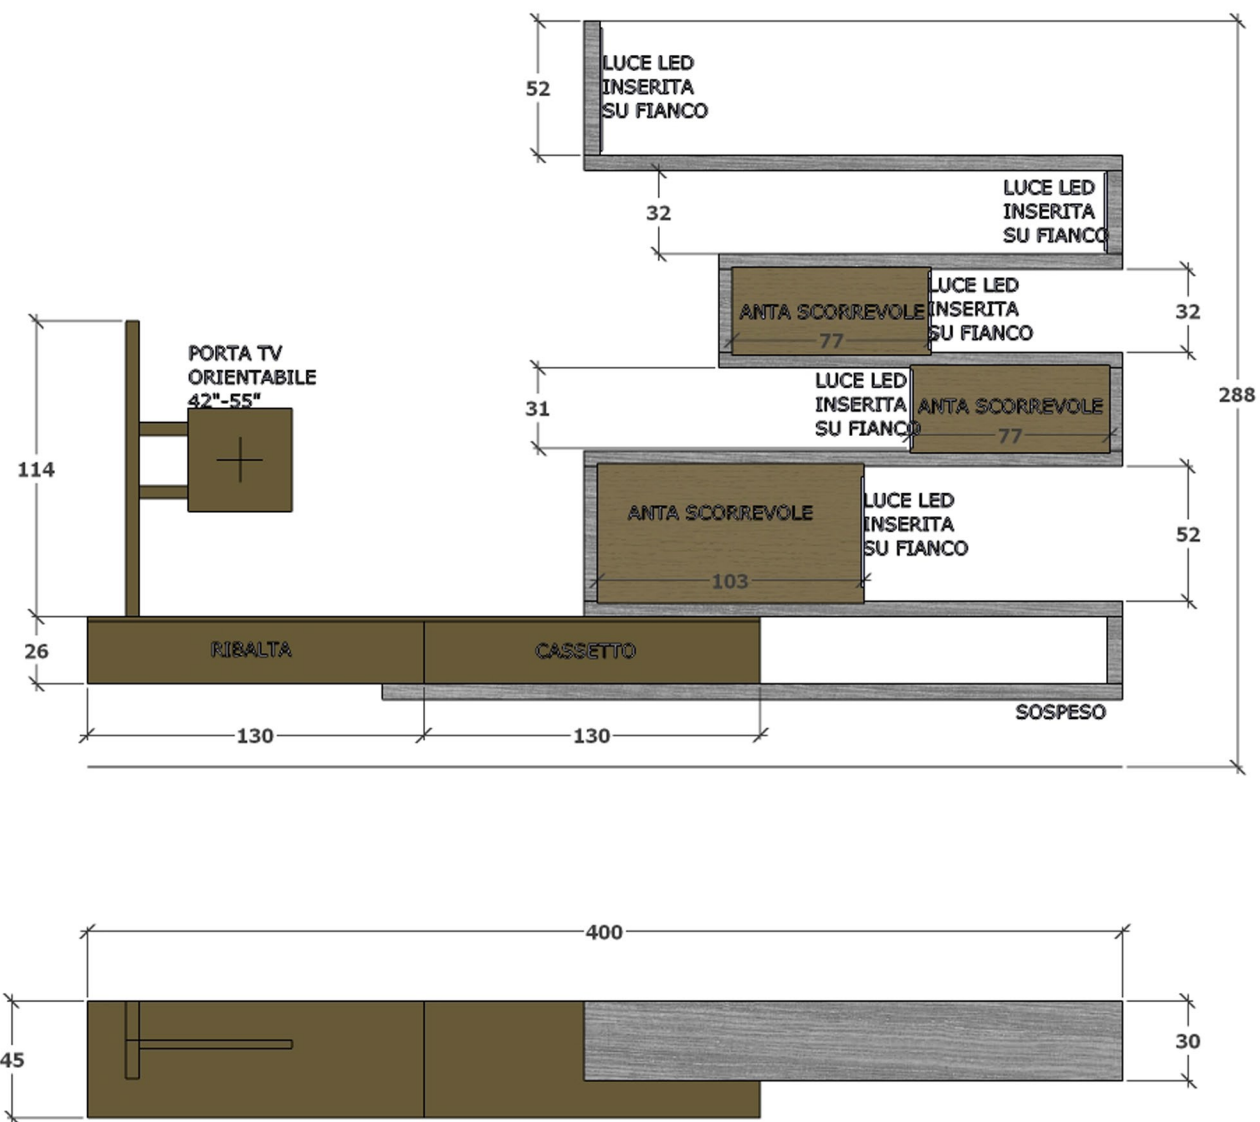 52
LUCE LED
INSERITA
SU FIANCO
32
LUCE LED
INSERITA
SU FIANCO
ANTA SCORREVOLE
77
LUCE LED
INSERITA
SU FIANCO
32
288
114
PORTA TV
ORIENTABILE
42"-55"
31
LUCE LED
INSERITA
SU FIANCO
ANTA SCORREVOLE
77
ANTA SCORREVOLE
103
LUCE LED
INSERITA
SU FIANCO
52
26
RIBALTA
CASSETTO
SOSPESO
130
130
400
45
30